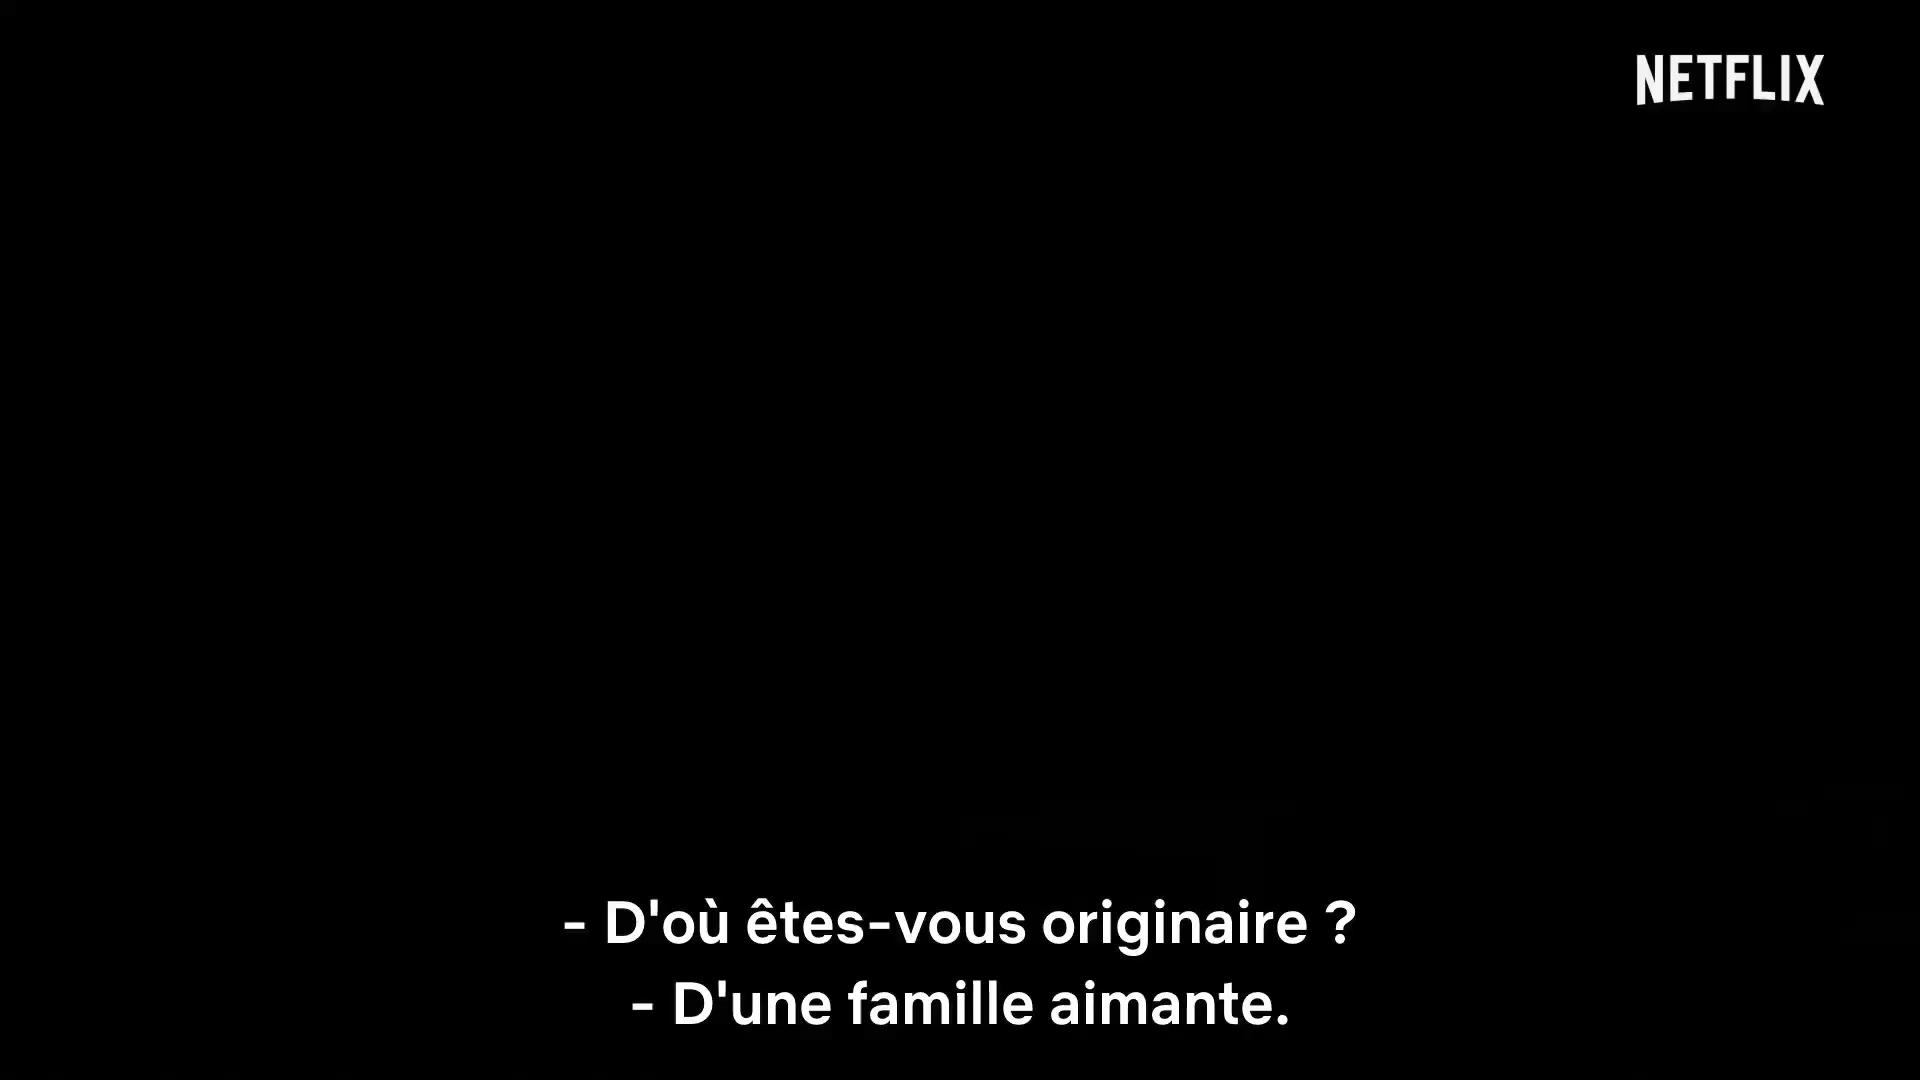 NETFLIX
- D'où êtes-vous originaire ?
- D'une famille aimante.